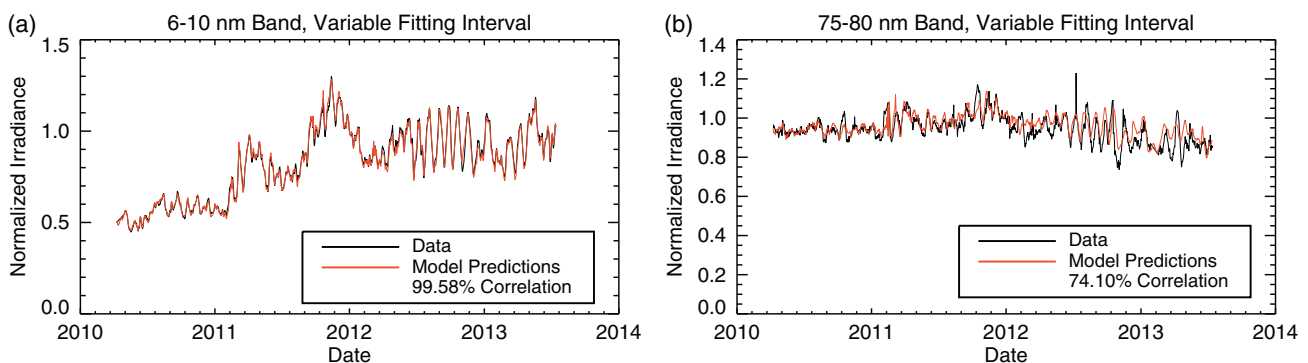 (a)
6-10 nm Band, Variable Fitting Interval
Normalized Irradiance
1.5
1.0
0.5
0.0
Data
Model Predictions
99.58% Correlation
2010 2011 2012 2013 2014
Date
(b)
75-80 nm Band, Variable Fitting Interval
Normalized Irradiance
1.4
1.2
1.0
0.8
0.6
0.4
0.2
0.0
Data
Model Predictions
74.10% Correlation
2010 2011 2012 2013 2014
Date